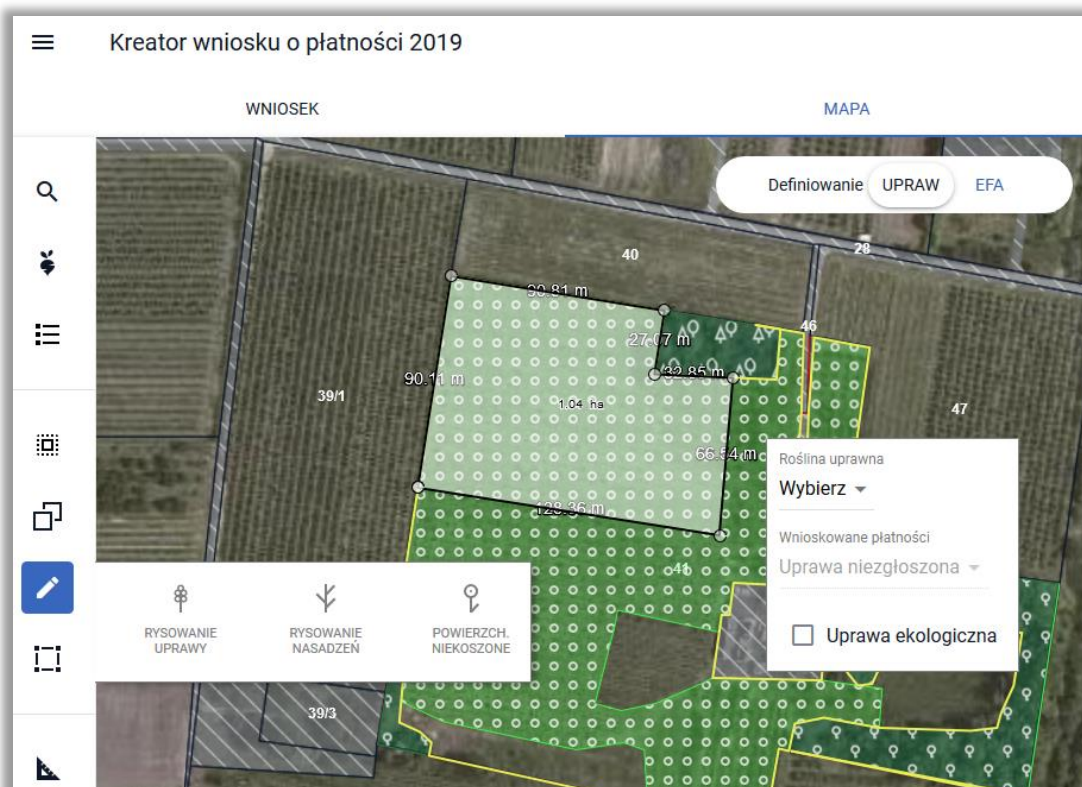 Kreator wniosku o płatności 2019
WNIOSEK
MAPA
Definiowanie UPRAW EFA
40
28
90.81 m
46
27.07 m
32.85 m
90.11 m
39/1
1.04 ha
47
66.54 m
Roślina uprawna
Wybierz
128.36 m
Wnioskowane płatności
Uprawa niezgłoszona
41
RYSOWANIE
UPRAWY
RYSOWANIE
NASADZEŃ
POWIERZCH.
NIEKOSZONE
Uprawa ekologiczna
39/3